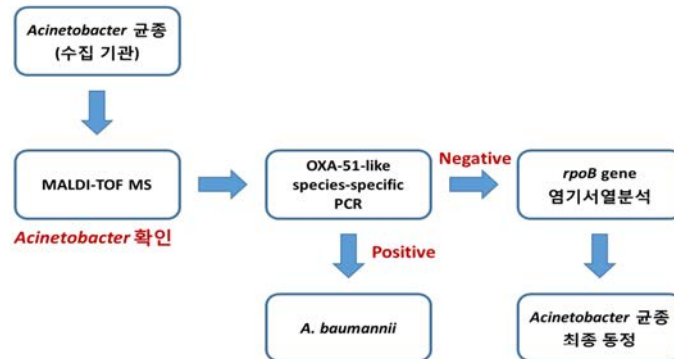 Acinetobacter 균종
(수집 기관)
MALDI-TOF MS
Acinetobacter 확인
OXA-51-like
species-specific
PCR
Negative
rpoB gene
염기서열분석
Positive
A. baumannii
Acinetobacter 균종
최종 동정